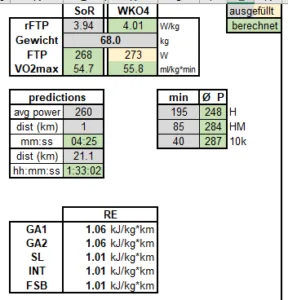 SoR WKO4 ausgefüllt
rFTP 3.94 4.01 W/kg berechnet
Gewicht 68.0 kg
FTP 268 273 W
VO2max 54.7 55.8 ml/kg*min
predictions min Ø P
avg power 260 195 248 H
dist (km) 1 85 284 HM
mm:ss 04:25 40 287 10k
dist (km) 21.1
hh:mm:ss 1:33:02
RE
GA1 1.06 kJ/kg*km
GA2 1.06 kJ/kg*km
SL 1.01 kJ/kg*km
INT 1.01 kJ/kg*km
FSB 1.01 kJ/kg*km